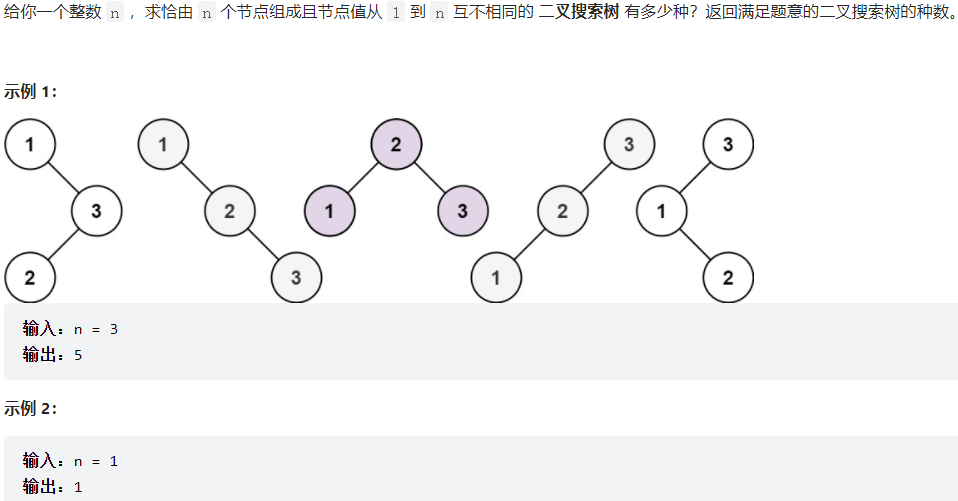 给你一个整数 n ，求恰由 n 个节点组成且节点值从 1 到 n 互不相同的 二叉搜索树 有多少种？返回满足题意的二叉搜索树的种数。
示例 1：
1 1 2 3 3
3 2 1 3 2 1
2 3 1 2
输入：n = 3
输出：5
示例 2：
输入：n = 1
输出：1